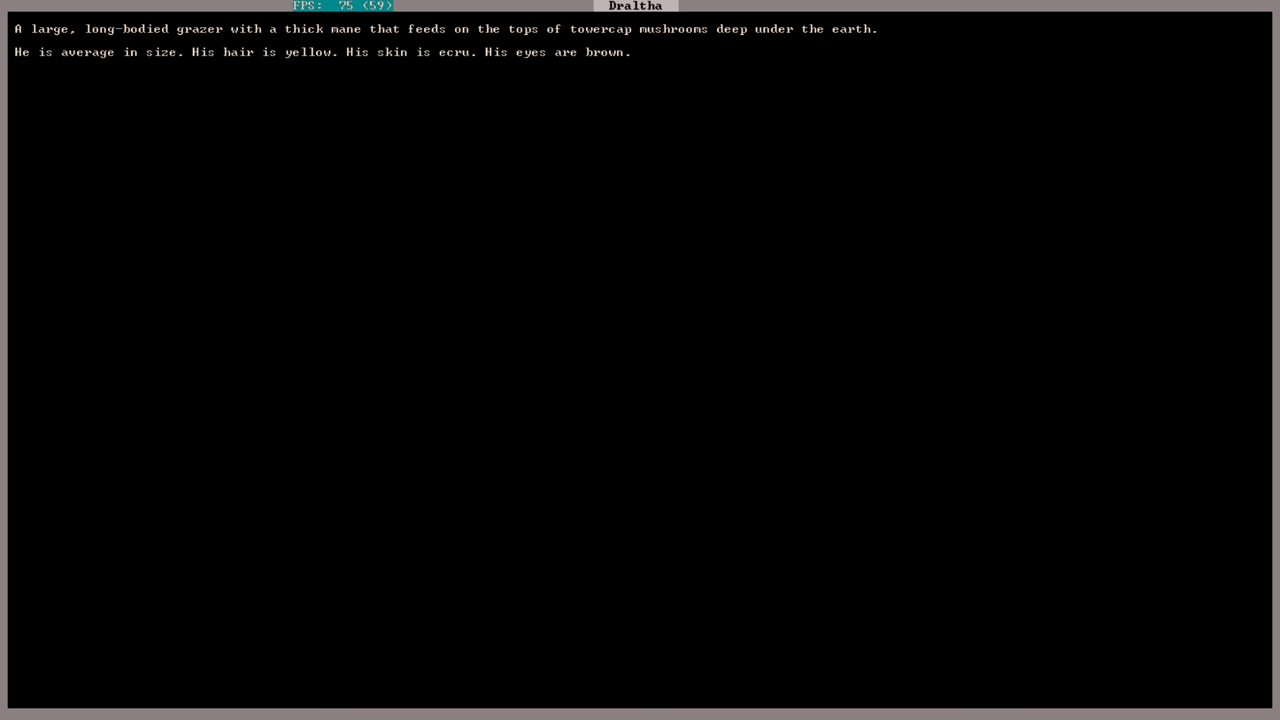 FPS: 75 (59) Draltha
A large, long-bodied grazer with a thick mane that feeds on the tops of towercap mushrooms deep under the earth.
He is average in size. His hair is yellow. His skin is ecru. His eyes are brown.